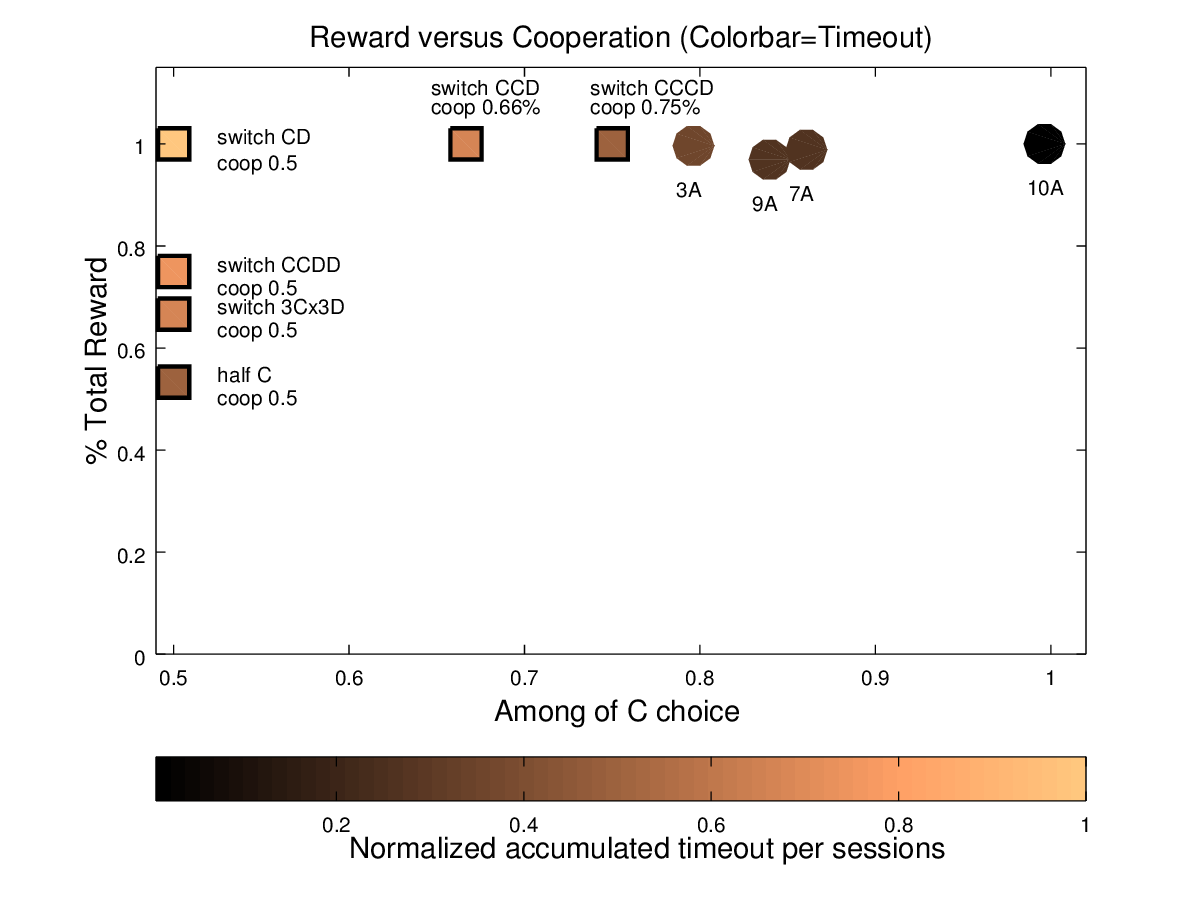 Reward versus Cooperation (Colorbar=Timeout)
switch CCD
coop 0.66%
switch CCCD
coop 0.75%
switch CD
coop 0.5
3A
9A
7A
10A
switch CCDD
coop 0.5
switch 3Cx3D
coop 0.5
half C
coop 0.5
% Total Reward
1
0.8
0.6
0.4
0.2
0
0.5 0.6 0.7 0.8 0.9 1
Among of C choice
0.2 0.4 0.6 0.8 1
Normalized accumulated timeout per sessions